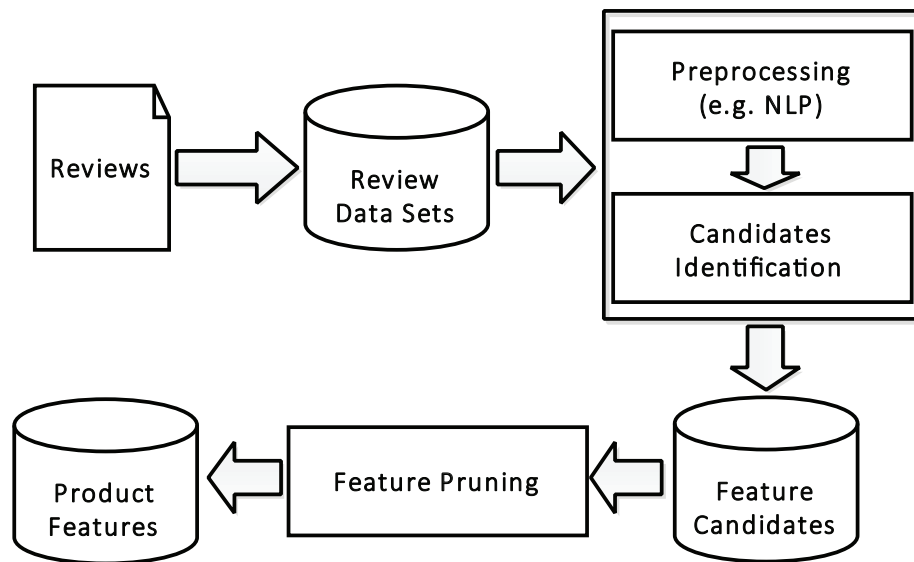 Reviews
Review
Data Sets
Preprocessing
(e.g. NLP)
Candidates
Identification
Feature
Candidates
Feature Pruning
Product
Features